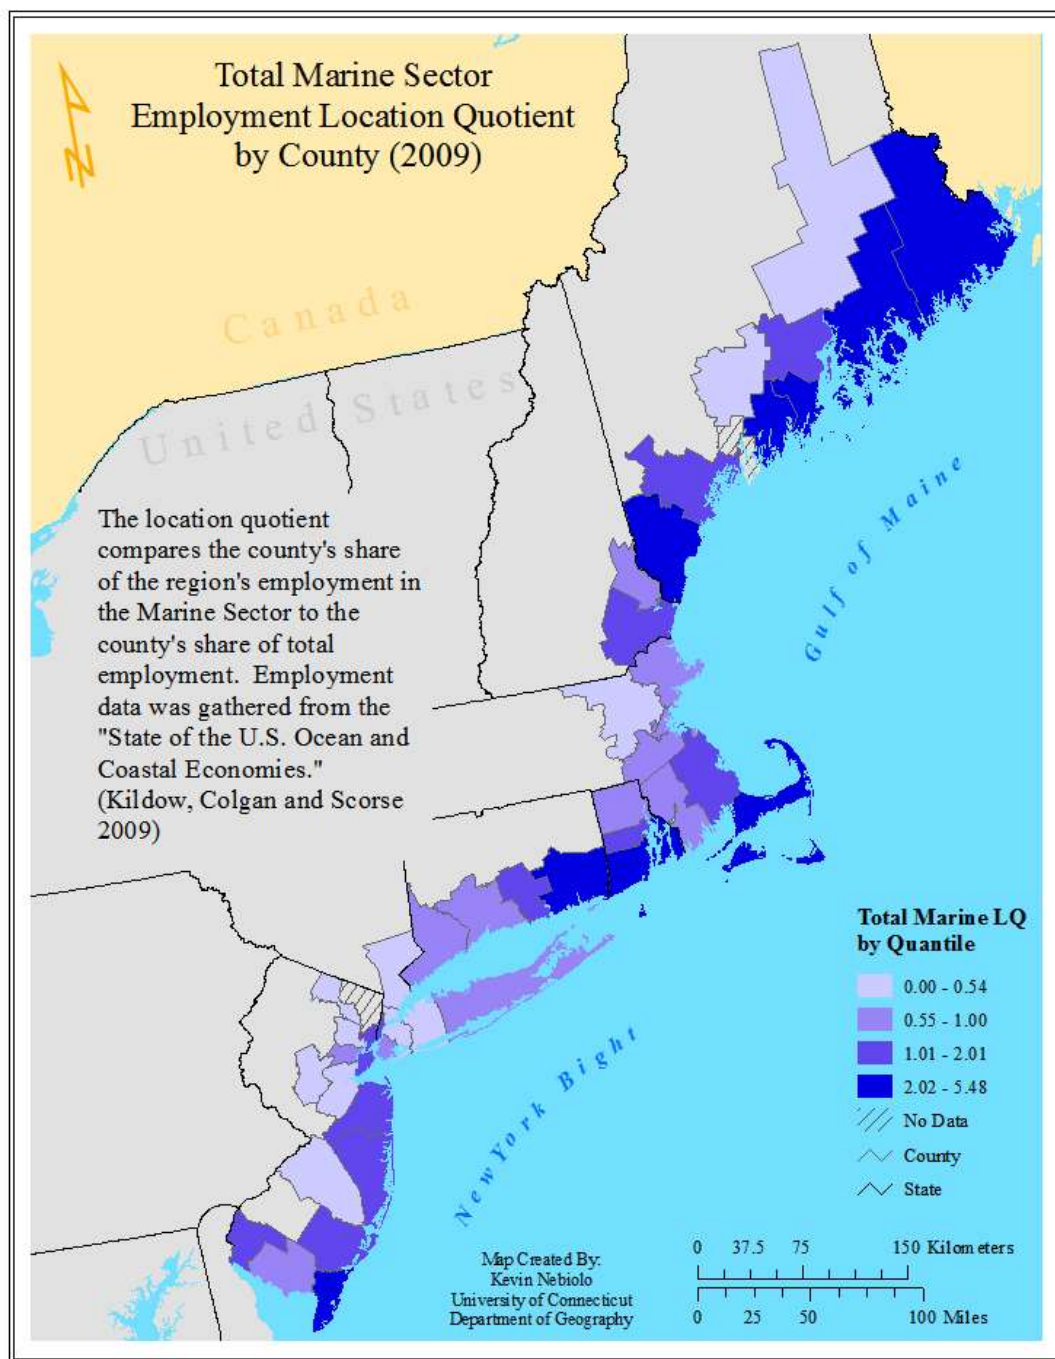 Total Marine Sector
Employment Location Quotient
by County (2009)
N
Canada
United States
The location quotient
compares the county's share
of the region's employment in
the Marine Sector to the
county's share of total
employment. Employment
data was gathered from the
"State of the U.S. Ocean and
Coastal Economies."
(Kildow, Colgan and Scorse
2009)
Gulf of Maine
NewYork Bight
Total Marine LQ
by Quantile
0.00 - 0.54
0.55 - 1.00
1.01 - 2.01
2.02 - 5.48
No Data
County
State
Map Created By:
Kevin Nebiolo
University of Connecticut
Department of Geography
0 37.5 75 150 Kilometers
0 25 50 100 Miles